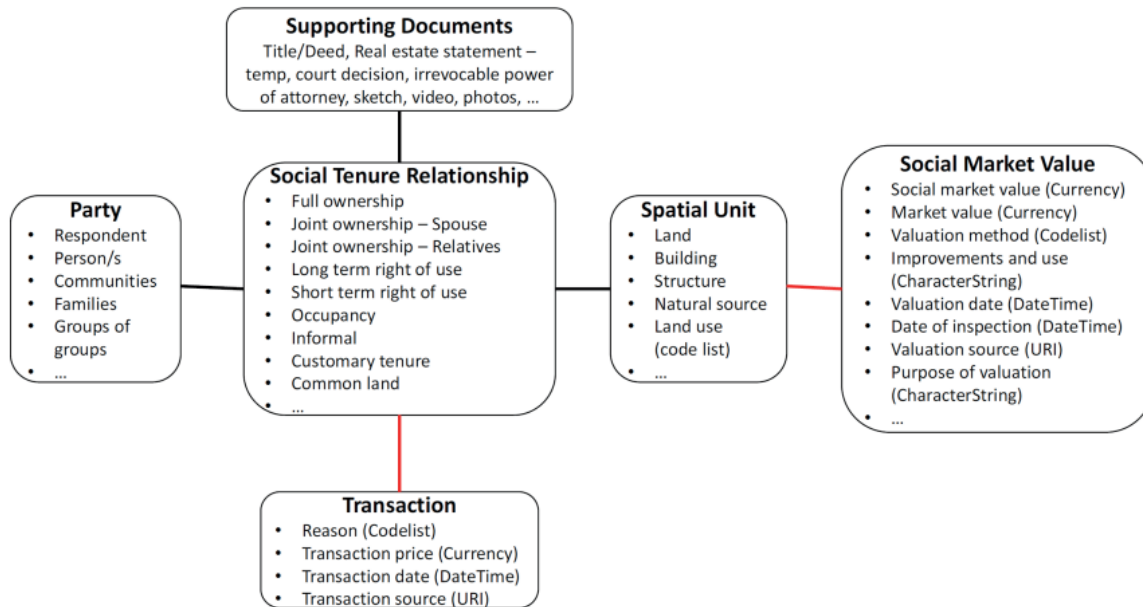 Supporting Documents
Title/Deed, Real estate statement –
temp, court decision, irrevocable power
of attorney, sketch, video, photos, ...
Party
• Respondent
• Person/s
• Communities
• Families
• Groups of
groups
• ...
Social Tenure Relationship
• Full ownership
• Joint ownership – Spouse
• Joint ownership – Relatives
• Long term right of use
• Short term right of use
• Occupancy
• Informal
• Customary tenure
• Common land
• ...
Spatial Unit
• Land
• Building
• Structure
• Natural source
• Land use
(code list)
• ...
Social Market Value
• Social market value (Currency)
• Market value (Currency)
• Valuation method (Codelist)
• Improvements and use
(CharacterString)
• Valuation date (DateTime)
• Date of inspection (DateTime)
• Valuation source (URI)
• Purpose of valuation
(CharacterString)
• ...
Transaction
• Reason (Codelist)
• Transaction price (Currency)
• Transaction date (DateTime)
• Transaction source (URI)